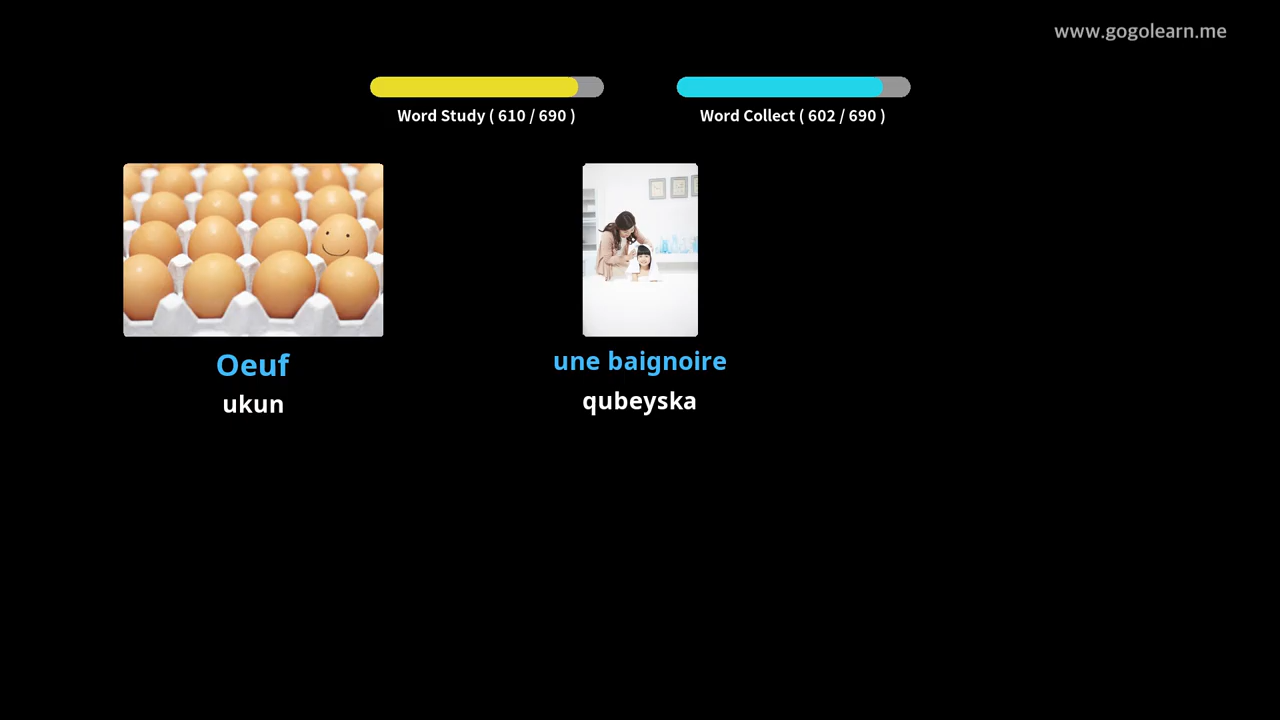 www.gogolearn.me
Word Study ( 610 / 690 )
Word Collect ( 602 / 690 )
Oeuf
ukun
une baignoire
qubeyska